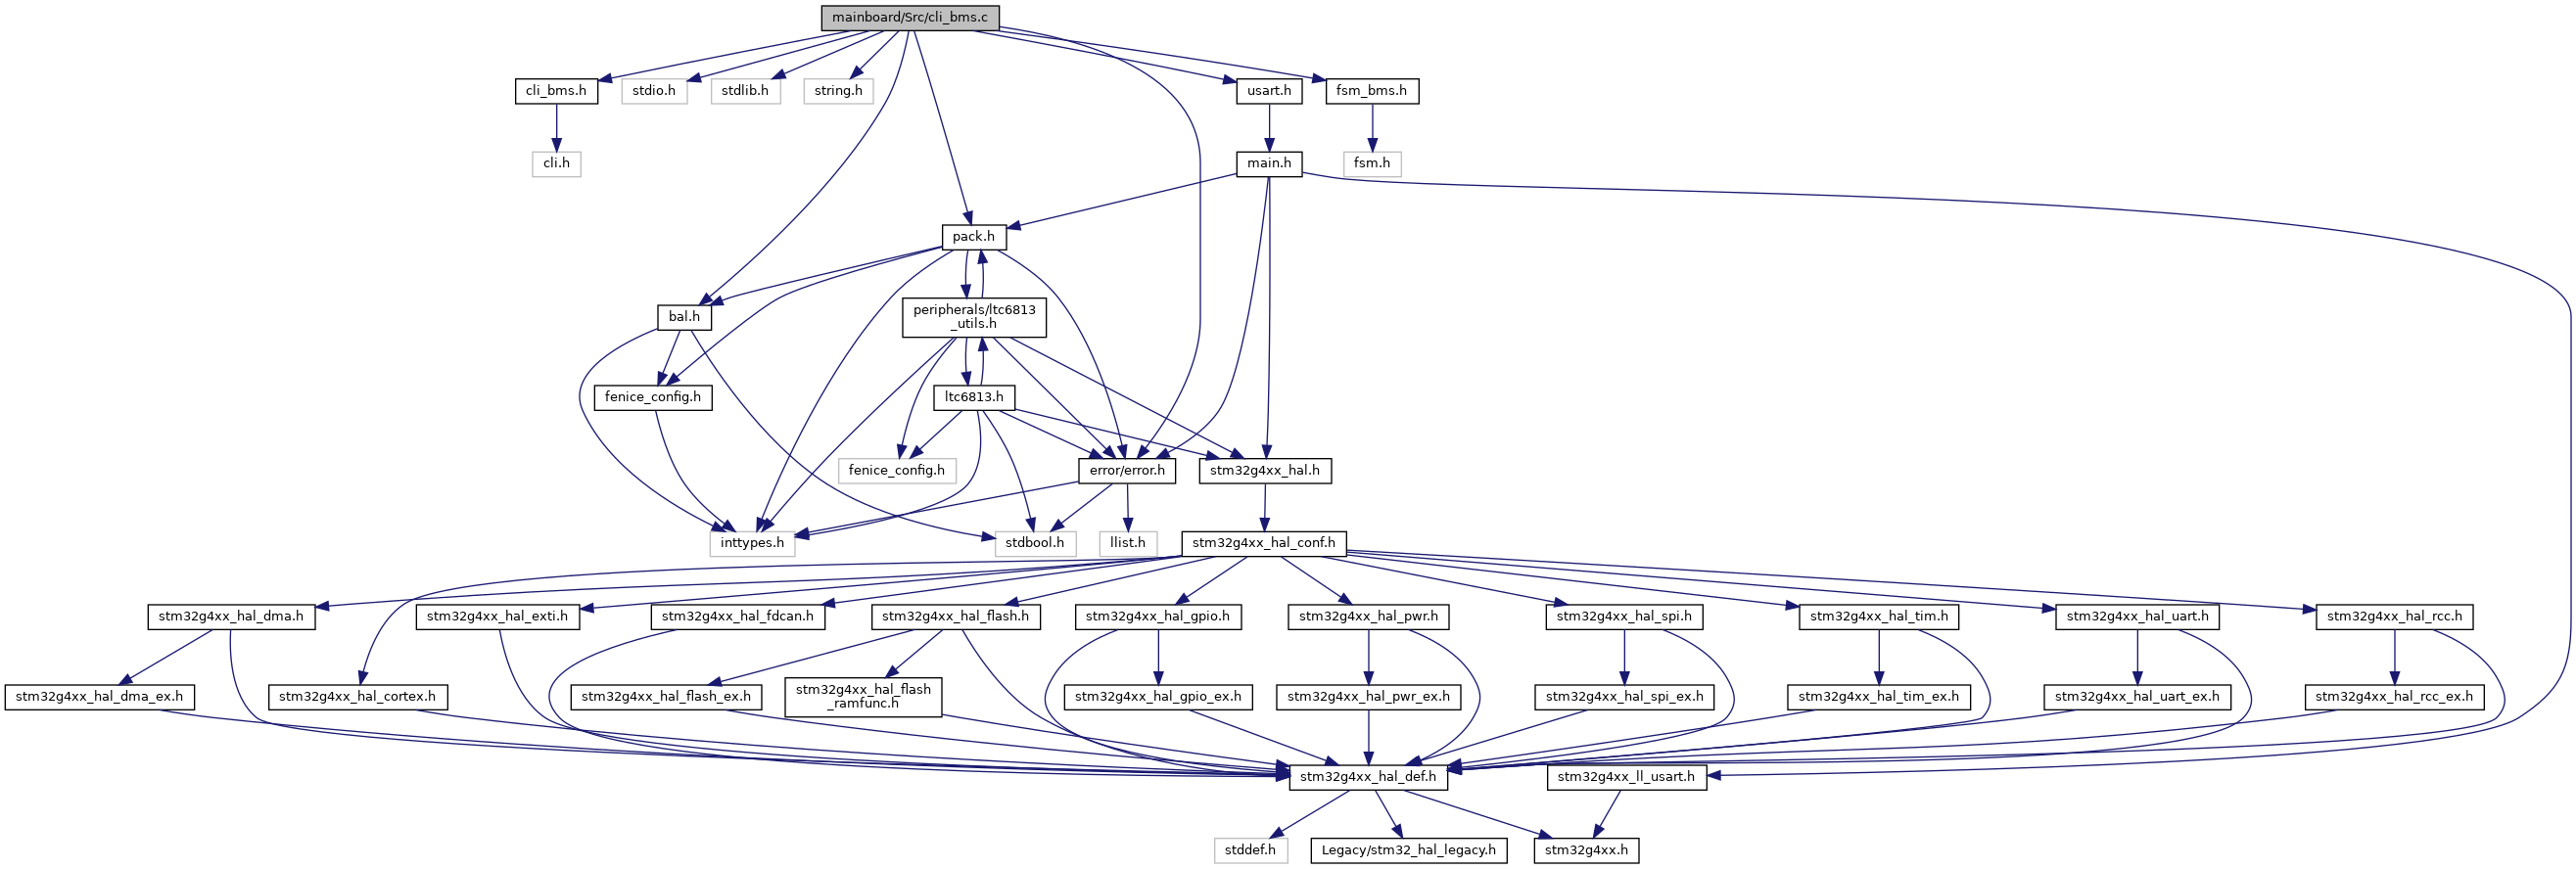 mainboard/Src/cli_bms.c
cli_bms.h
stdio.h
stdlib.h
string.h
usart.h
fsm_bms.h
cli.h
main.h
fsm.h
pack.h
bal.h
peripherals/ltc6813
_utils.h
fenice_config.h
ltc6813.h
fenice_config.h
error/error.h
stm32g4xx_hal.h
inttypes.h
stdbool.h
llist.h
stm32g4xx_hal_conf.h
stm32g4xx_hal_dma.h
stm32g4xx_hal_exti.h
stm32g4xx_hal_fdcan.h
stm32g4xx_hal_flash.h
stm32g4xx_hal_gpio.h
stm32g4xx_hal_pwr.h
stm32g4xx_hal_spi.h
stm32g4xx_hal_tim.h
stm32g4xx_hal_uart.h
stm32g4xx_hal_rcc.h
stm32g4xx_hal_dma_ex.h
stm32g4xx_hal_cortex.h
stm32g4xx_hal_flash_ex.h
stm32g4xx_hal_flash
_ramfunc.h
stm32g4xx_hal_gpio_ex.h
stm32g4xx_hal_pwr_ex.h
stm32g4xx_hal_spi_ex.h
stm32g4xx_hal_tim_ex.h
stm32g4xx_hal_uart_ex.h
stm32g4xx_hal_rcc_ex.h
stm32g4xx_hal_def.h
stm32g4xx_ll_usart.h
stddef.h
Legacy/stm32_hal_legacy.h
stm32g4xx.h